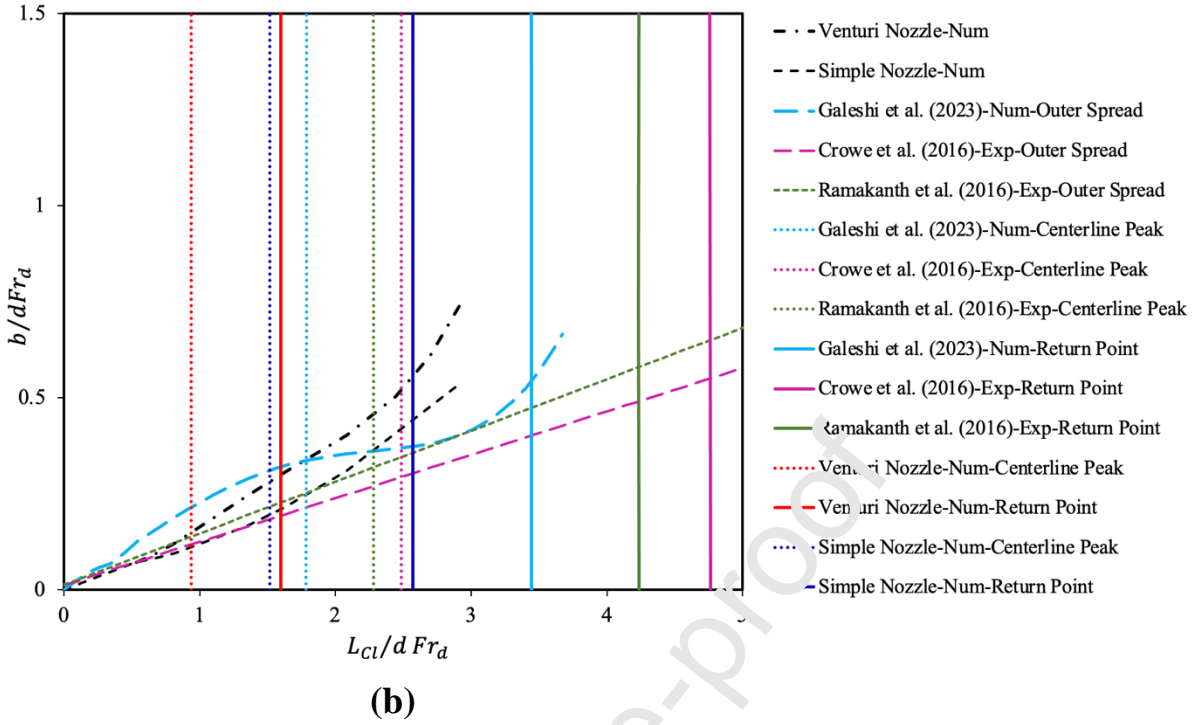 1.5
1
0.5
0
b/dFr_d
0 1 2 3 4 5
L_{Cl}/d Fr_d
(b)
Venturi Nozzle-Num
Simple Nozzle-Num
Galeshi et al. (2023)-Num-Outer Spread
Crowe et al. (2016)-Exp-Outer Spread
Ramakanth et al. (2016)-Exp-Outer Spread
Galeshi et al. (2023)-Num-Centerline Peak
Crowe et al. (2016)-Exp-Centerline Peak
Ramakanth et al. (2016)-Exp-Centerline Peak
Galeshi et al. (2023)-Num-Return Point
Crowe et al. (2016)-Exp-Return Point
Ramakanth et al. (2016)-Exp-Return Point
Venturi Nozzle-Num-Centerline Peak
Venturi Nozzle-Num-Return Point
Simple Nozzle-Num-Centerline Peak
Simple Nozzle-Num-Return Point
e-proof